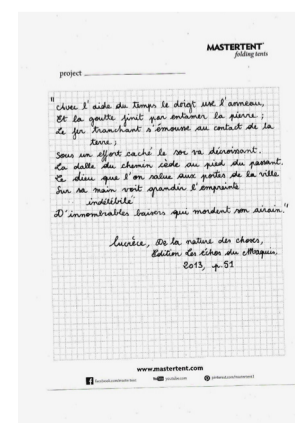 MASTERTENT
folding tents
project
"Avec l'aide du temps le doigt use l'anneau,
Et la goutte finit par entamer la pierre ;
Le fer tranchant s'émousse au contact de la
terre ;
Sous un effort caché le soc va décroissant.
La dalle du chemin cède au pied du passant.
Le dieu que l'on salue aux portes de la ville
Sur sa main voit grandir l'empreinte
indélébile
D'innombrables baisers qui mordent son airain."
Lucrèce, De la nature des choses,
Edition Les échos du Maquis,
2013, p.51
www.mastertent.com